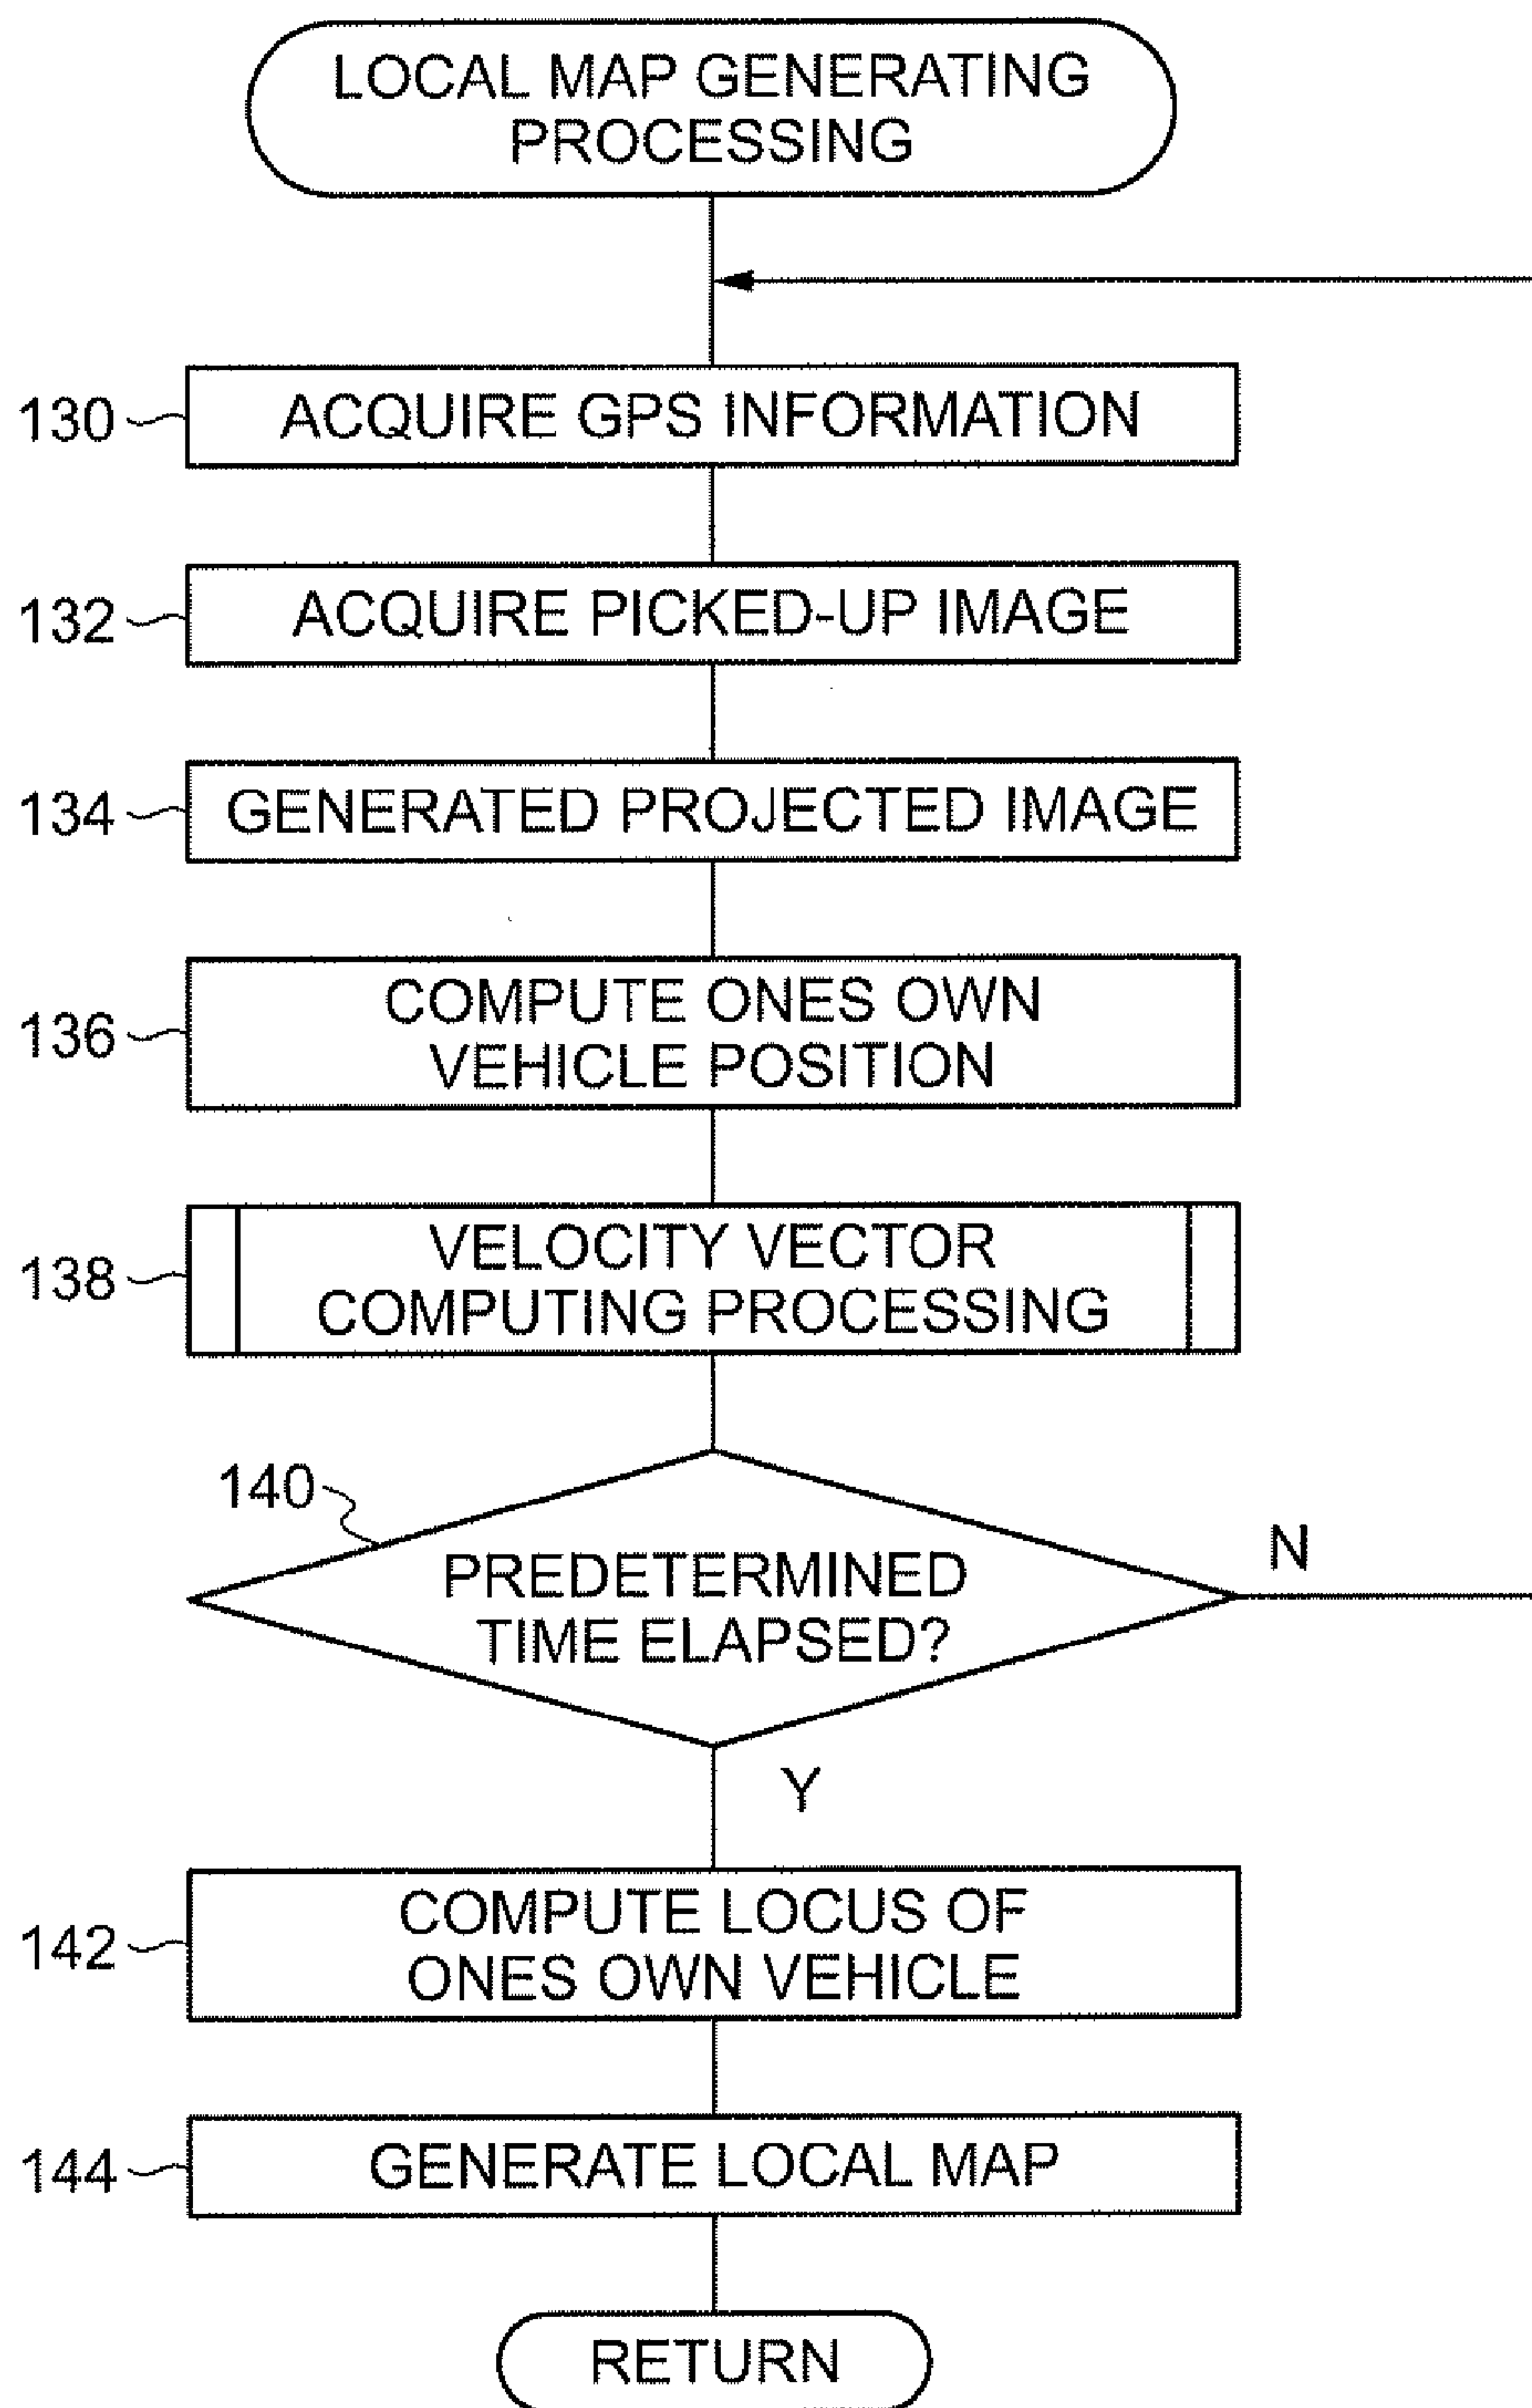 LOCAL MAP GENERATING
PROCESSING
130
ACQUIRE GPS INFORMATION
132
ACQUIRE PICKED-UP IMAGE
134
GENERATED PROJECTED IMAGE
136
COMPUTE ONES OWN
VEHICLE POSITION
138
VELOCITY VECTOR
COMPUTING PROCESSING
140
PREDETERMINED
TIME ELAPSED?
N
Y
142
COMPUTE LOCUS OF
ONES OWN VEHICLE
144
GENERATE LOCAL MAP
RETURN